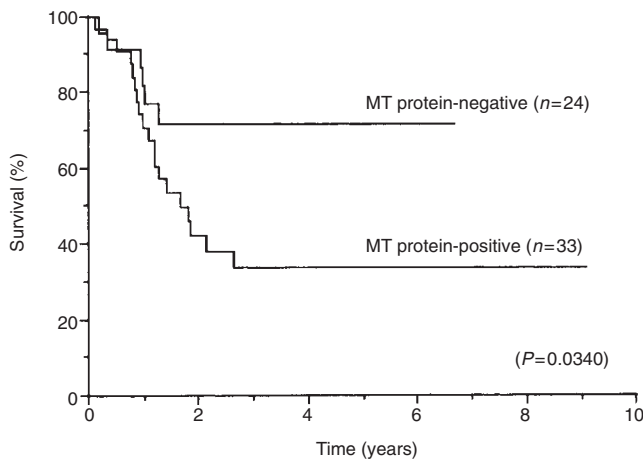 100
80
60
40
20
0
Survival (%)
MT protein-negative (n=24)
MT protein-positive (n=33)
(P=0.0340)
0 2 4 6 8 10
Time (years)